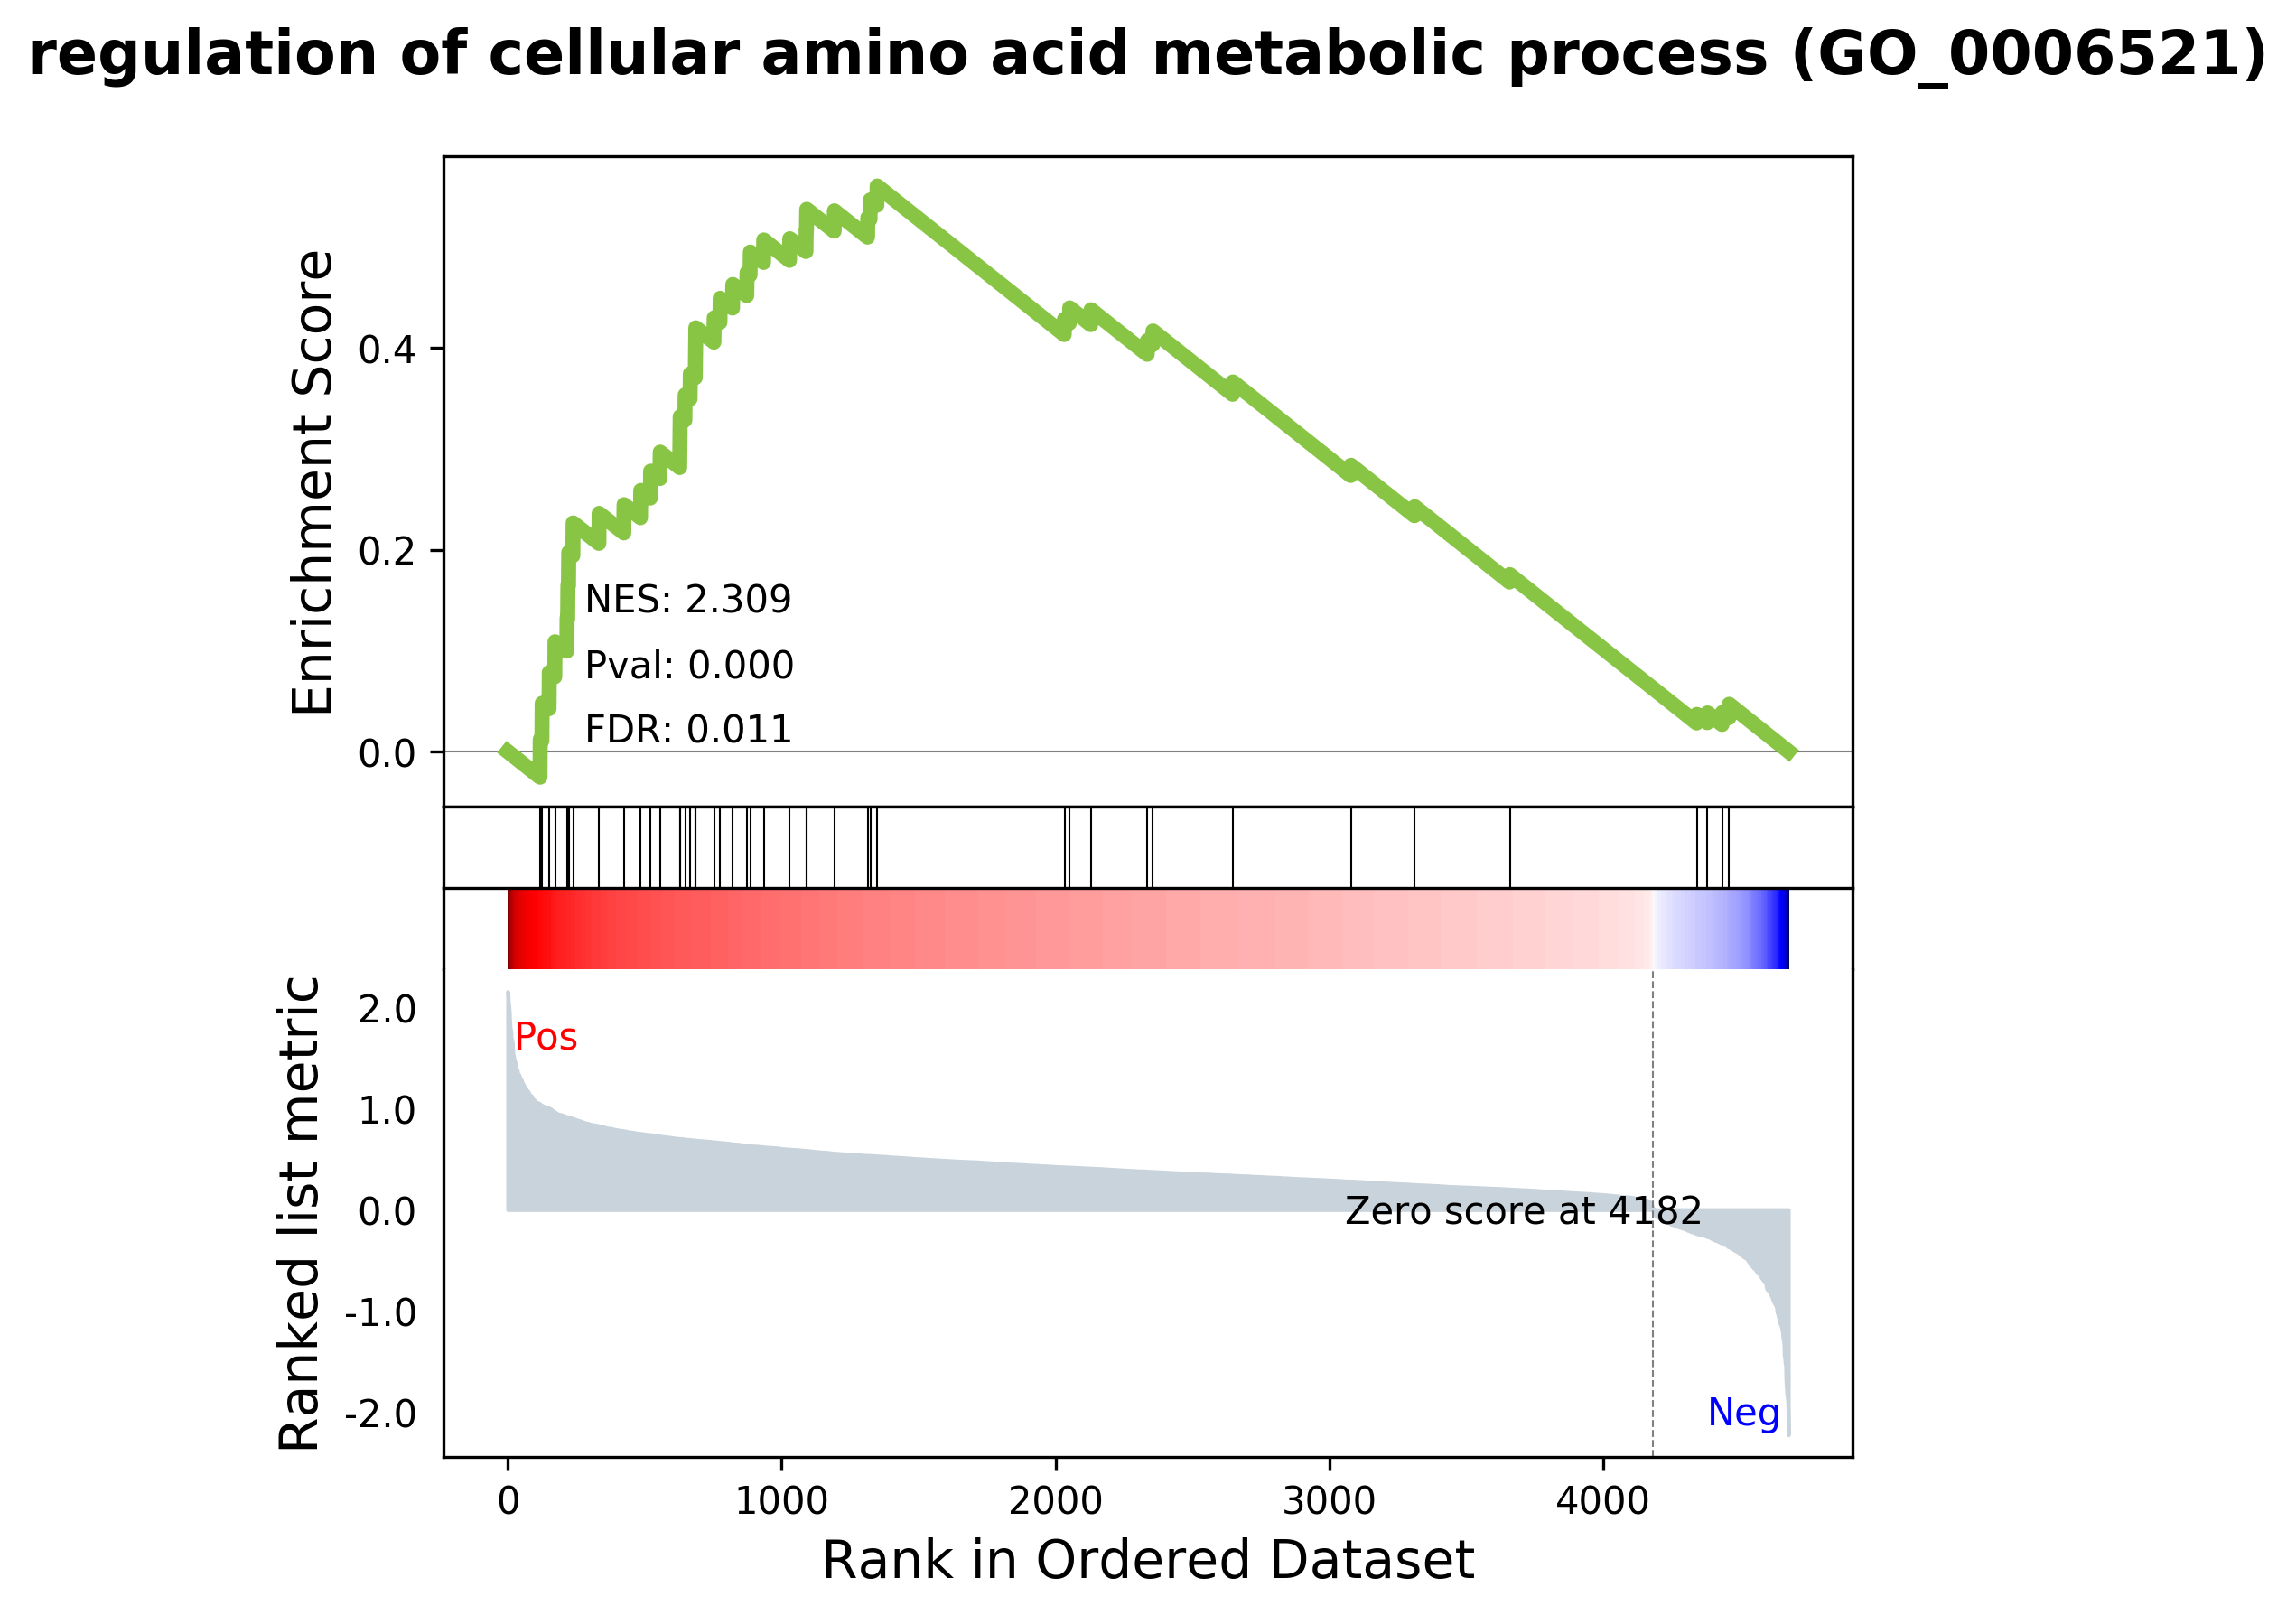 regulation of cellular amino acid metabolic process (GO_0006521)
Enrichment Score
0.4
0.2
0.0
NES: 2.309
Pval: 0.000
FDR: 0.011
Ranked list metric
2.0
1.0
0.0
-1.0
-2.0
Pos
Zero score at 4182
Neg
0 1000 2000 3000 4000
Rank in Ordered Dataset